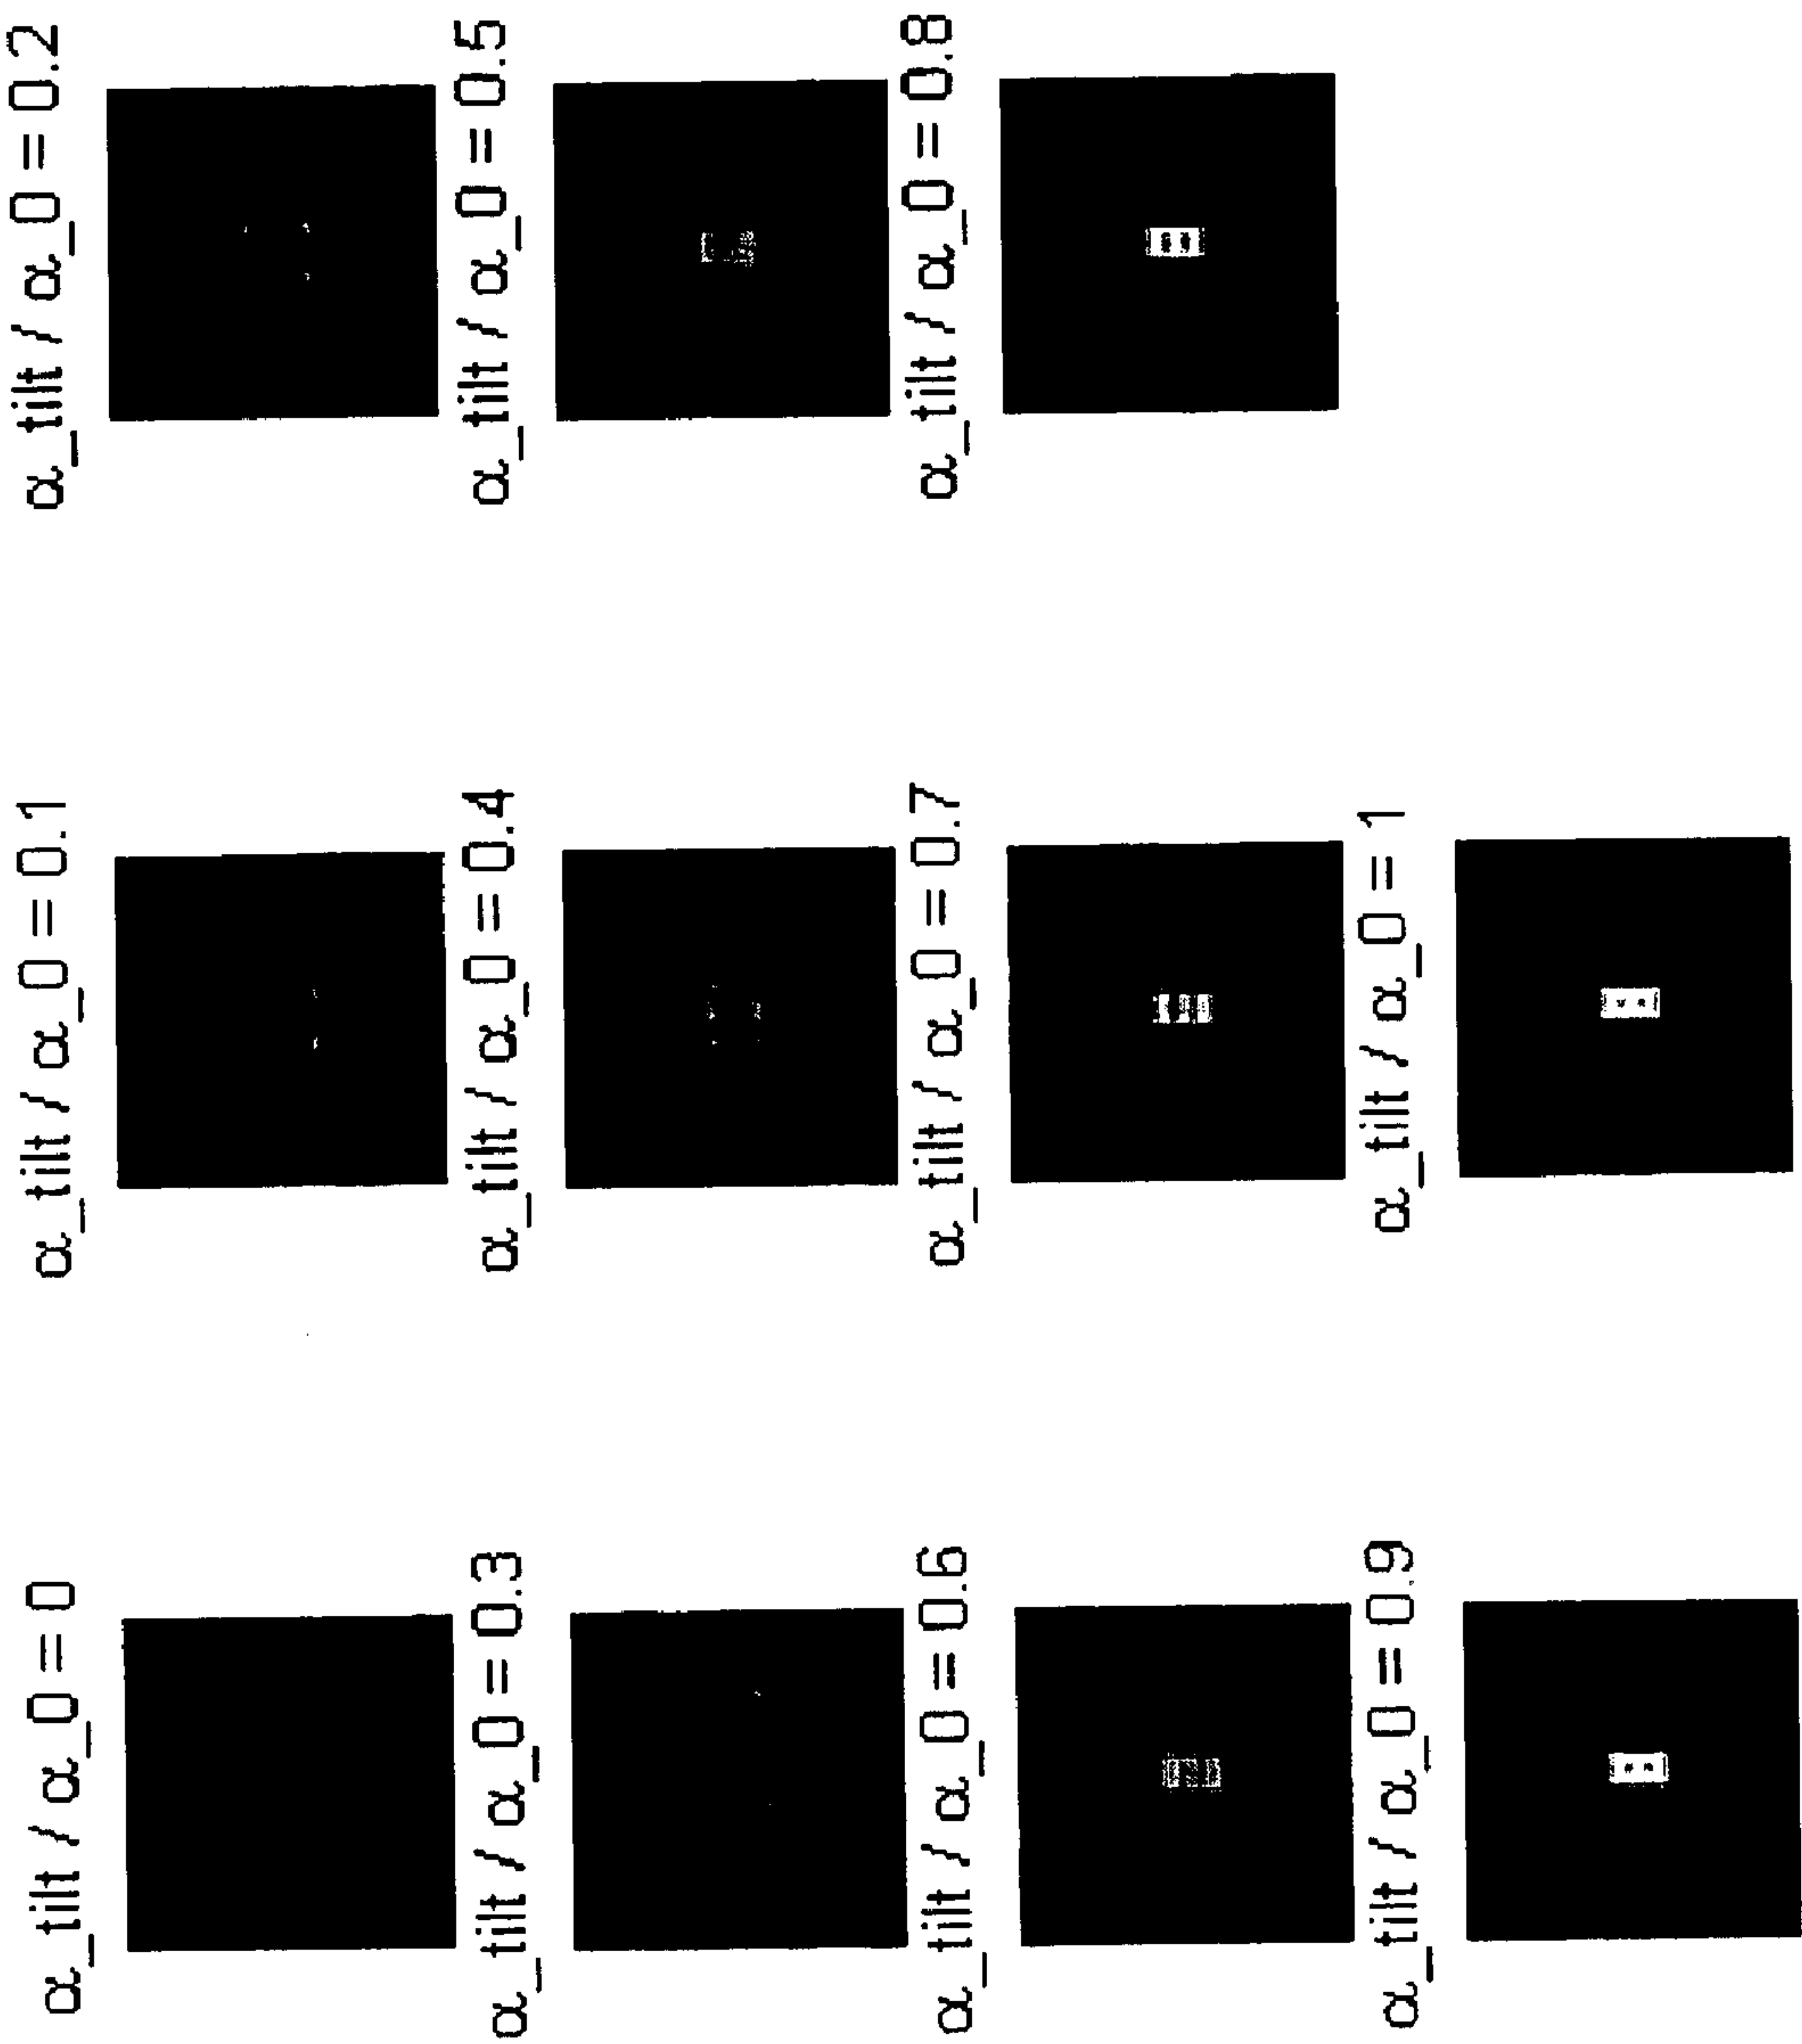 α_tilt / α_0 = 0
α_tilt / α_0 = 0.1
α_tilt / α_0 = 0.2
α_tilt / α_0 = 0.3
α_tilt / α_0 = 0.4
α_tilt / α_0 = 0.5
α_tilt / α_0 = 0.6
α_tilt / α_0 = 0.7
α_tilt / α_0 = 0.8
α_tilt / α_0 = 0.9
α_tilt / α_0 = 1